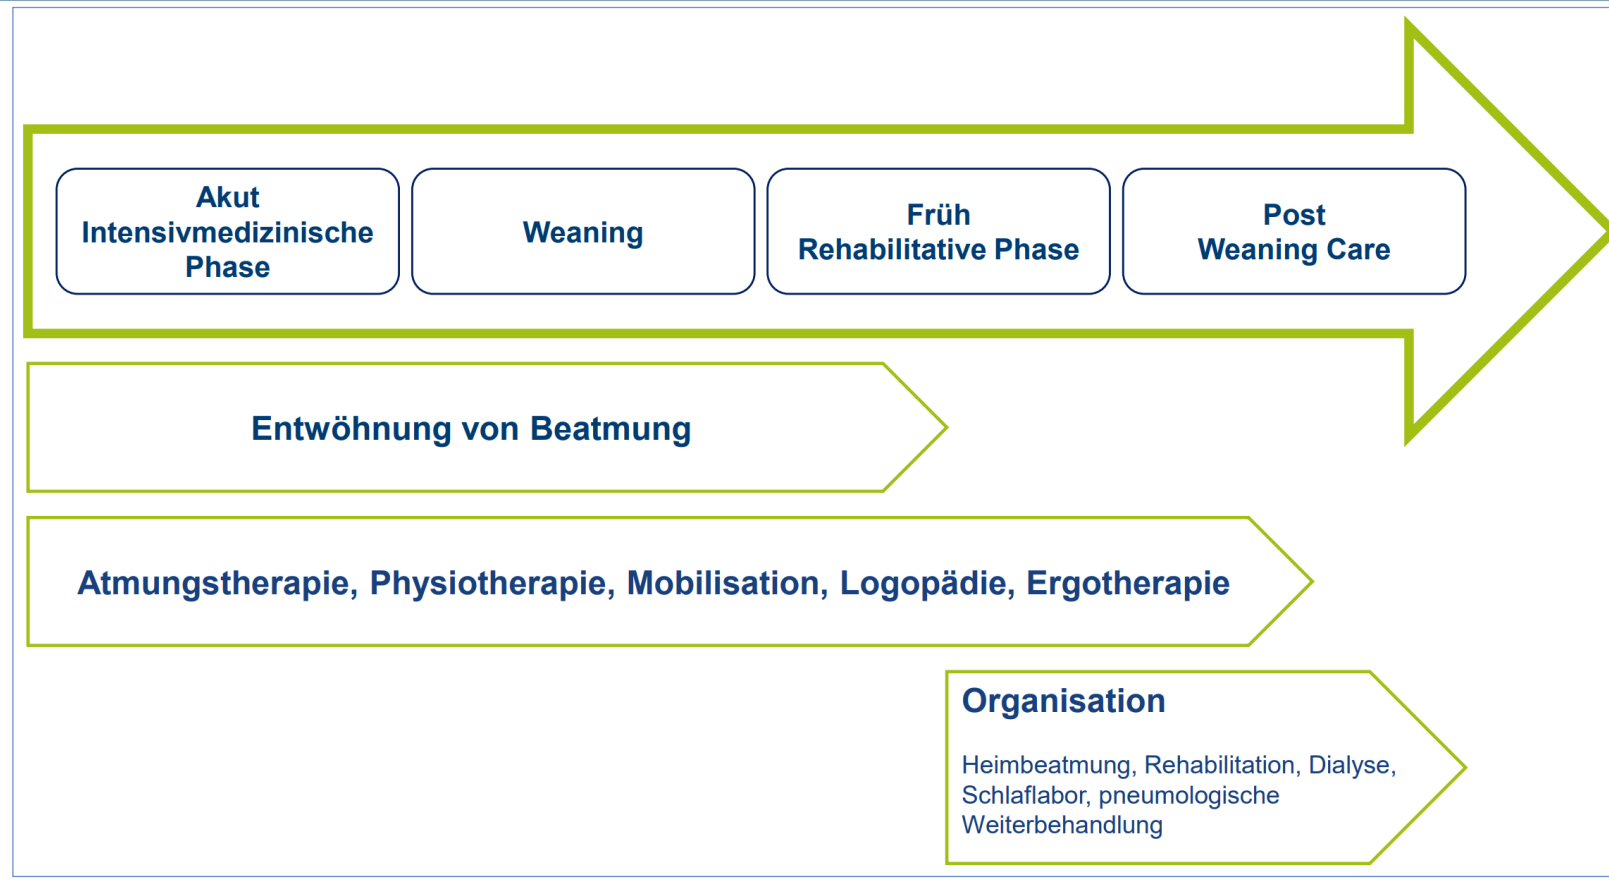 Akut
Intensivmedizinische
Phase
Weaning
Früh
Rehabilitative Phase
Post
Weaning Care
Entwöhnung von Beatmung
Atmungstherapie, Physiotherapie, Mobilisation, Logopädie, Ergotherapie
Organisation
Heimbeatmung, Rehabilitation, Dialyse,
Schlaflabor, pneumologische
Weiterbehandlung